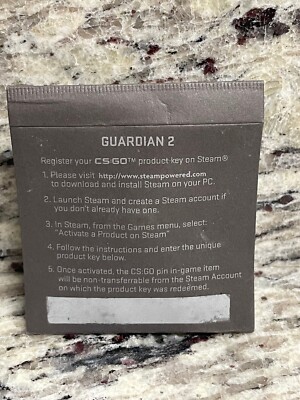 GUARDIAN 2
Register your CS:GO™ product-key on Steam®
1. Please visit http://www.steampowered.com
to download and install Steam on your PC.
2. Launch Steam and create a Steam account if
you don't already have one.
3. In Steam, from the Games menu, select:
"Activate a Product on Steam"
4. Follow the instructions and enter the unique
product key below.
5. Once activated, the CS:GO pin in-game item
will be non-transferrable from the Steam Account
on which the product key was redeemed.